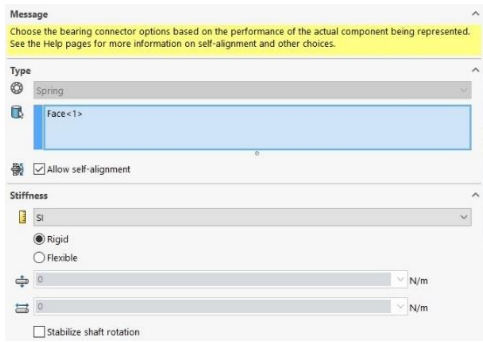 Message
Choose the bearing connector options based on the performance of the actual component being represented.
See the Help pages for more information on self-alignment and other choices.
Type
Spring
Face<1>
Allow self-alignment
Stiffness
SI
Rigid
Flexible
0 N/m
0 N/m
Stabilize shaft rotation